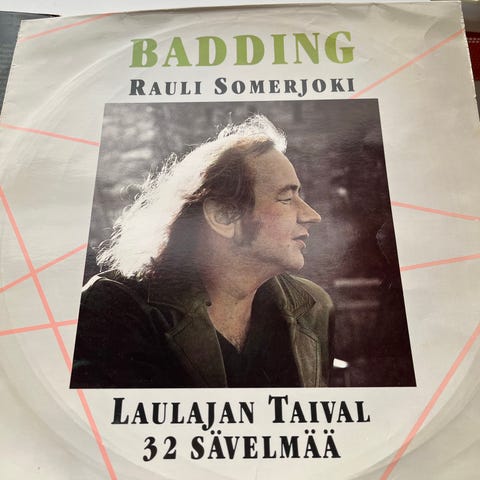 BADDING
RAULI SOMERJOKI
LAULAJAN TAIVAL
32 SÄVELMÄÄ